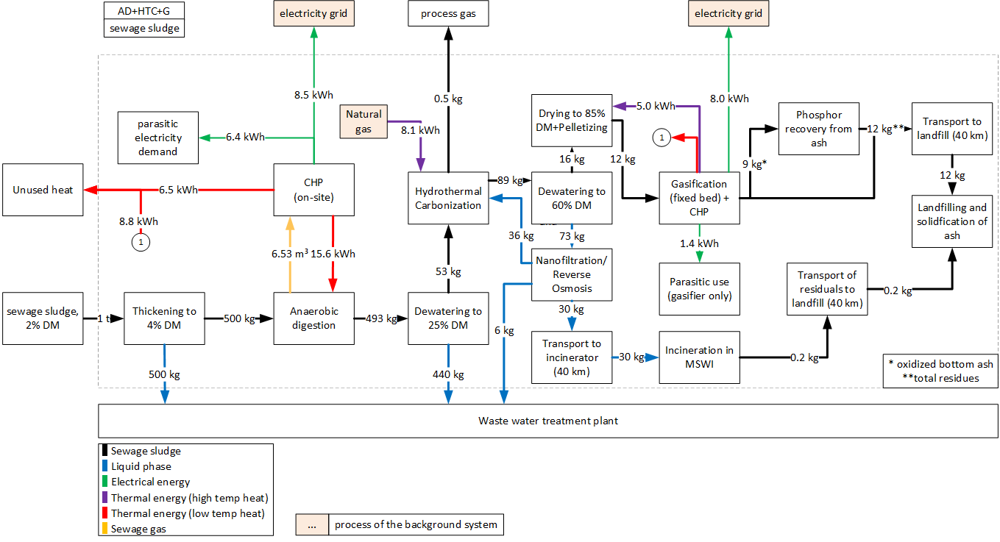 AD+HTC+G
sewage sludge
electricity grid
process gas
electricity grid
8.5 kWh
0.5 kg
8.0 kWh
parasitic
electricity
demand
6.4 kWh
Natural
gas
8.1 kWh
Drying to 85%
DM+Pelletizing
5.0 kWh
1
Phosphor
recovery from
ash
12 kg**
Transport to
landfill (40 km)
16 kg
12 kg
9 kg*
12 kg
Unused heat
6.5 kWh
8.8 kWh
1
CHP
(on-site)
Hydrothermal
Carbonization
89 kg
Dewatering to
60% DM
Gasification
(fixed bed) +
CHP
Landfilling and
solidfication of
ash
6.53 m³
15.6 kWh
53 kg
36 kg
73 kg
1.4 kWh
Nanofiltration/
Reverse
Osmosis
Parasitic use
(gasifier only)
Transport of
residuals to
landfill (40 km)
0.2 kg
sewage sludge,
2% DM
1 t
Thickening to
4% DM
500 kg
Anaerobic
digestion
493 kg
Dewatering to
25% DM
6 kg
30 kg
Transport to
incinerator
(40 km)
30 kg
Incineration in
MSWI
0.2 kg
500 kg
440 kg
* oxidized bottom ash
**total residues
Waste water treatment plant
Sewage sludge
Liquid phase
Electrical energy
Thermal energy (high temp heat)
Thermal energy (low temp heat)
Sewage gas
...
process of the background system